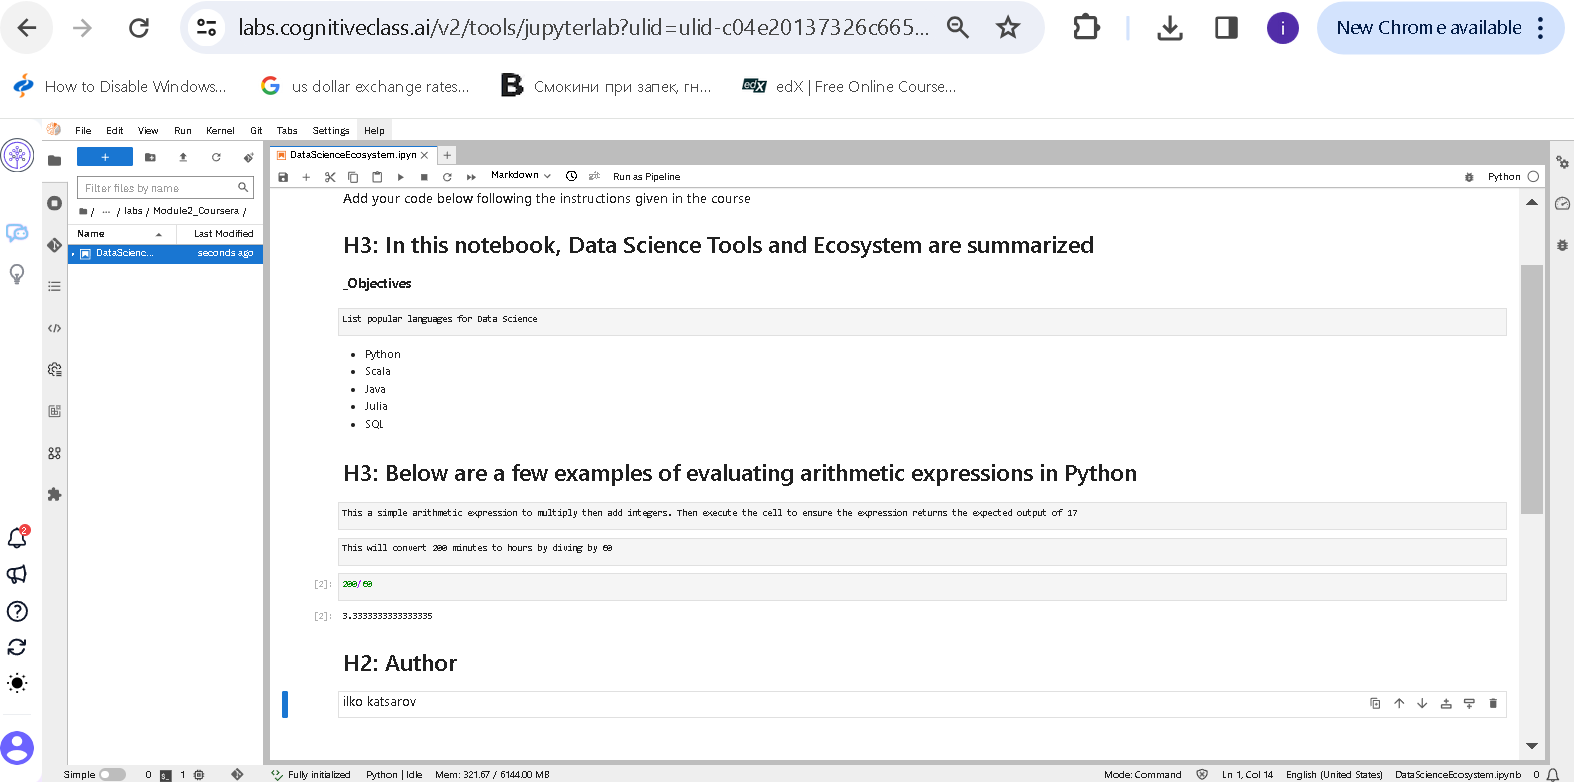 labs.cognitiveclass.ai/v2/tools/jupyterlab?ulid=ulid-c04e20137326c665...
i
New Chrome available
How to Disable Windows...
us dollar exchange rates...
Смокини при запек, гн...
edX | Free Online Course...
File Edit View Run Kernel Git Tabs Settings Help
+
DataScienceEcosystem.ipyn
+
Markdown
git
Run as Pipeline
Python
Filter files by name
/ ... / labs / Module2_Coursera /
Name Last Modified
DataScienc... seconds ago
Add your code below following the instructions given in the course
H3: In this notebook, Data Science Tools and Ecosystem are summarized
_Objectives
List popular languages for Data Science
Python
Scala
Java
Julia
SQL
H3: Below are a few examples of evaluating arithmetic expressions in Python
This a simple arithmetic expression to multiply then add integers. Then execute the cell to ensure the expression returns the expected output of 17
This will convert 200 minutes to hours by diving by 60
[2]: 200/60
[2]: 3.3333333333333335
H2: Author
ilko katsarov
2
Simple 0 1 Fully initialized Python | Idle Mem: 321.67 / 6144.00 MB Mode: Command Ln 1, Col 14 English (United States) DataScienceEcosystem.ipynb 0